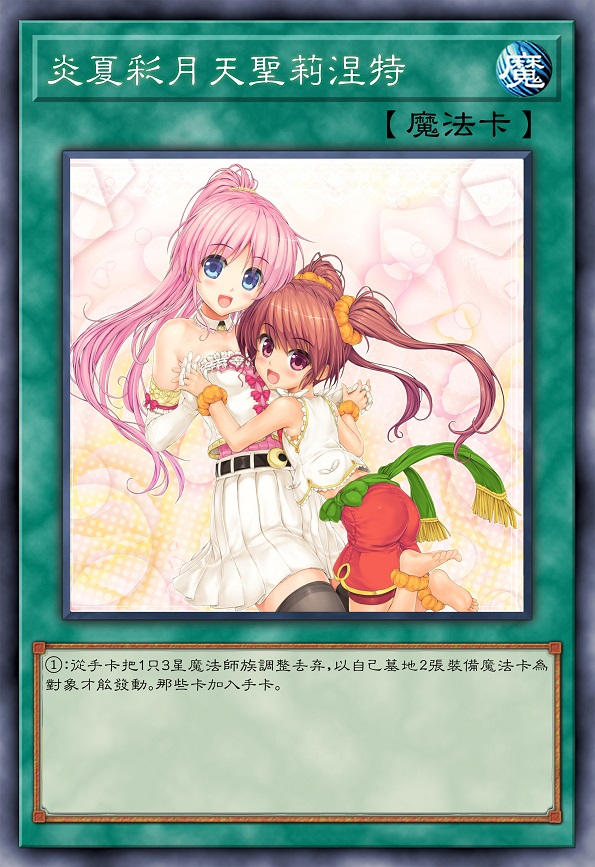 炎夏彩月天聖莉涅特
魔
【魔法卡】
①:從手卡把1只3星魔法師族調整丟弃,以自己墓地2張裝備魔法卡為
對象才能發動。那些卡加入手卡。